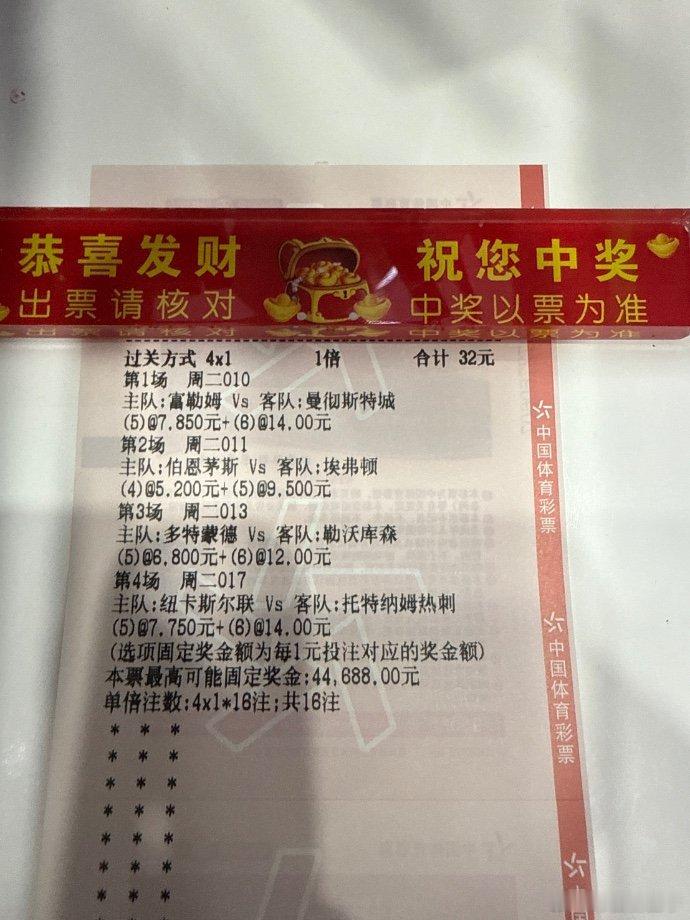 恭喜发财 祝您中奖
出票请核对 中奖以票为准
过关方式 4x1 1倍 合计 32元
第1场 周二010
主队:富勒姆 Vs 客队:曼彻斯特城
(5)@7.850元+(6)@14.00元
第2场 周二011
主队:伯恩茅斯 Vs 客队:埃弗顿
(4)@5.200元+(5)@9.500元
第3场 周二013
主队:多特蒙德 Vs 客队:勒沃库森
(5)@6.800元+(6)@12.00元
第4场 周二017
主队:纽卡斯尔联 Vs 客队:托特纳姆热刺
(5)@7.750元+(6)@14.00元
(选项固定奖金额为每1元投注对应的奖金额)
本票最高可能固定奖金:44,688.00元
单倍注数:4x1*16注;共16注
* * *
* * *
* * *
* * *
* * *
* * *
* * *
* * *
中国体育彩票
中国体育彩票
中国